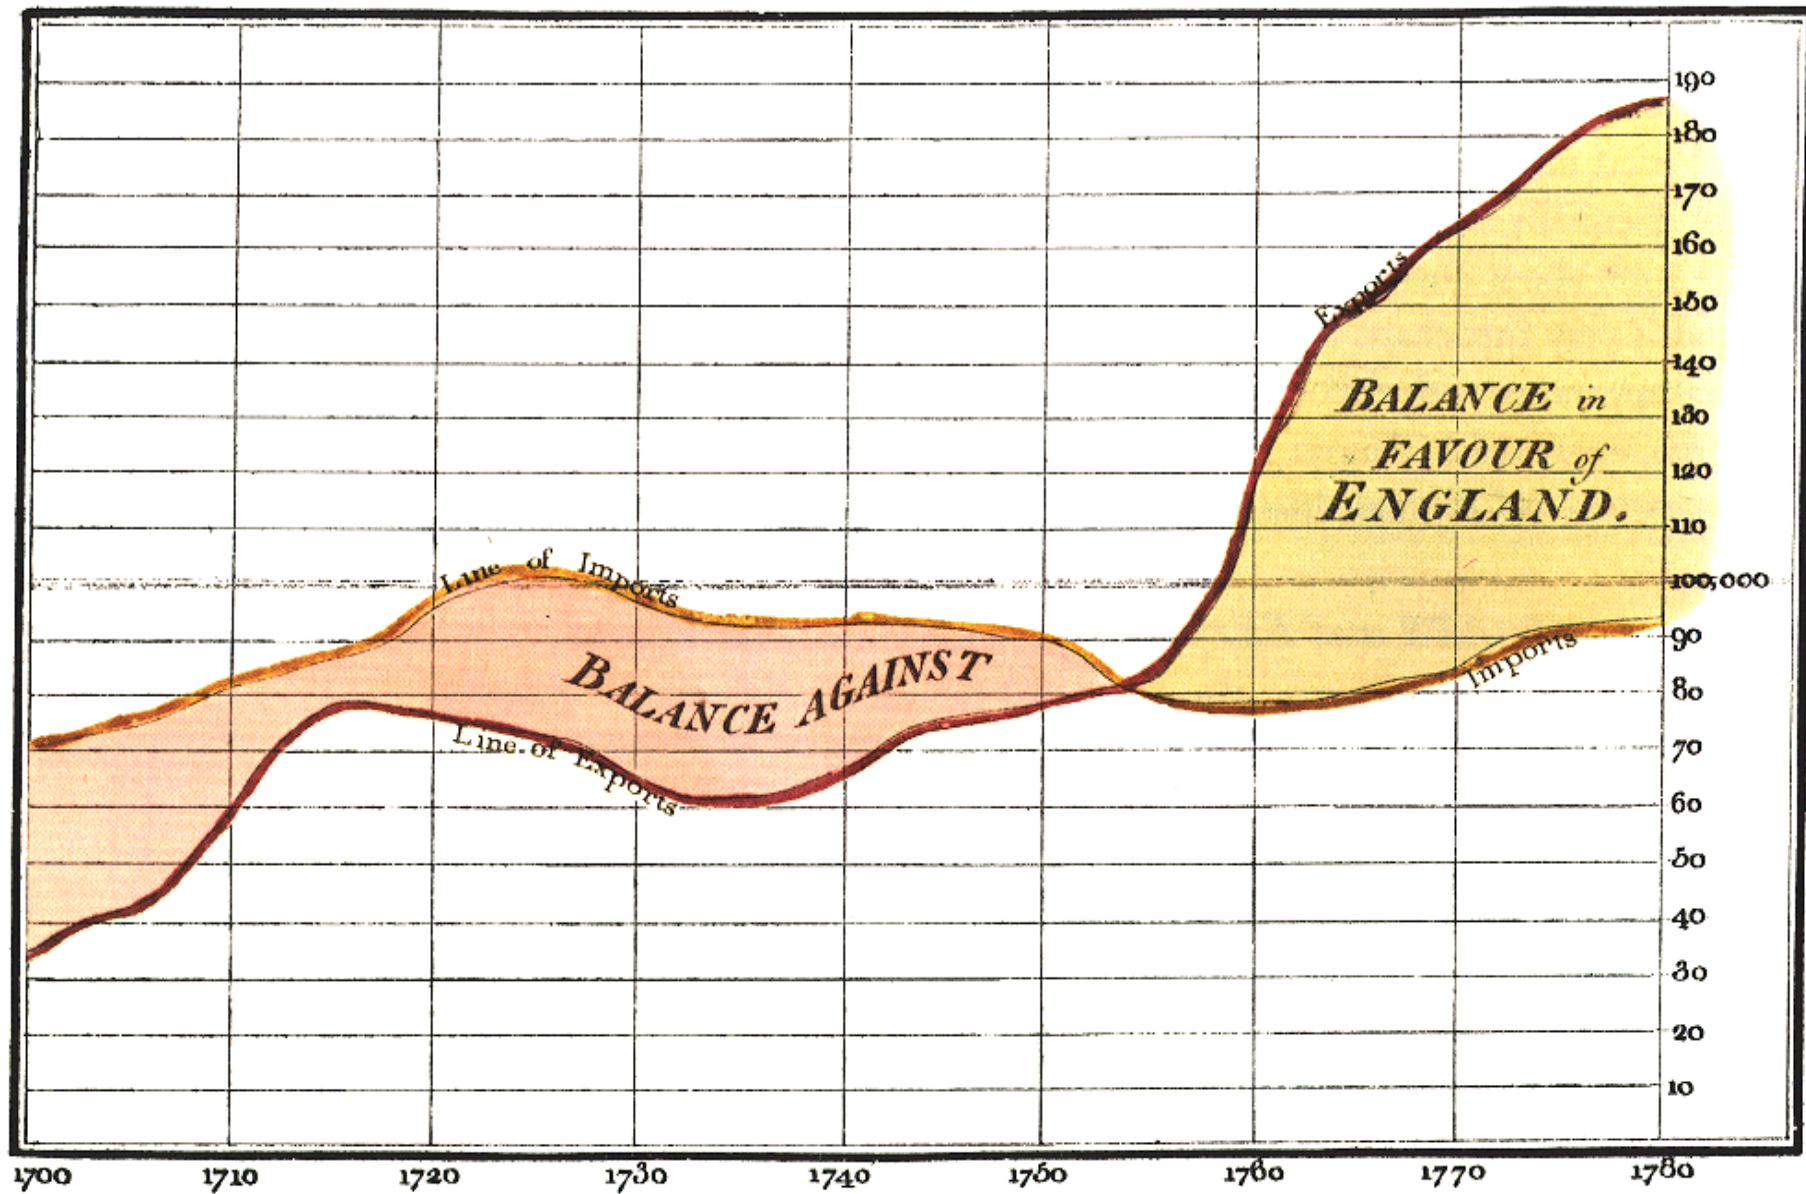 190
180
170
160
Exports
150
140
BALANCE in
130
FAVOUR of
120
ENGLAND.
110
Line of Imports
100,000
90
Imports
BALANCE AGAINST
80
Line of Exports
70
60
50
40
30
20
10
1700 1710 1720 1730 1740 1750 1760 1770 1780